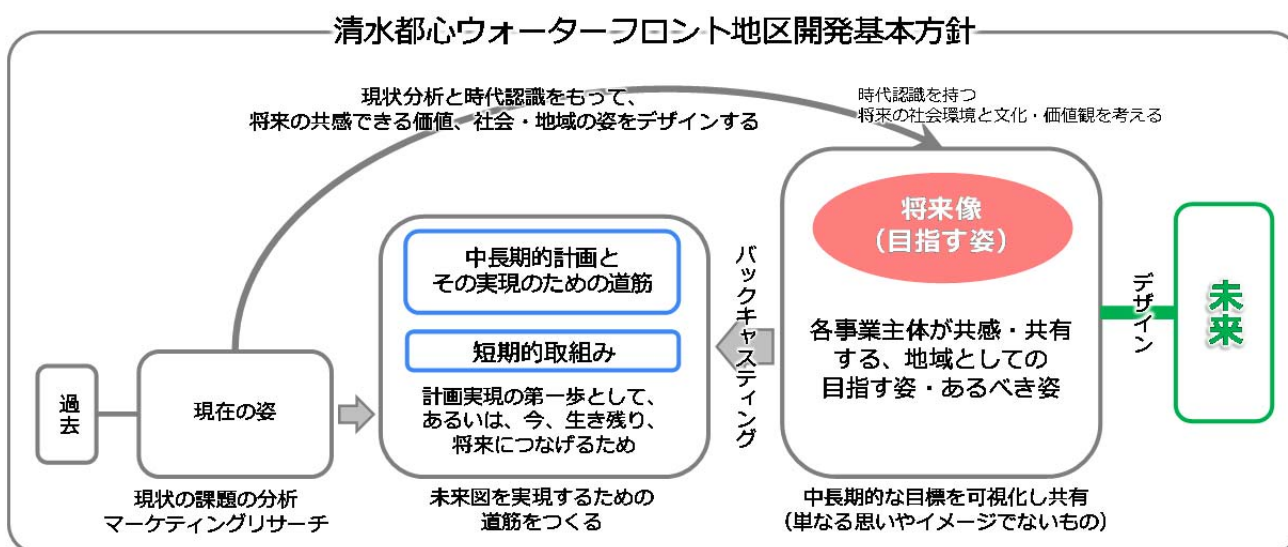 清水都心ウォーターフロント地区開発基本方針
現状分析と時代認識をもって、
将来の共感できる価値、社会・地域の姿をデザインする
時代認識を持つ
将来の社会環境と文化・価値観を考える
過去
現在の姿
現状の課題の分析
マーケティングリサーチ
中長期的計画と
その実現のための道筋
短期的取組み
計画実現の第一歩として、
あるいは、今、生き残り、
将来につなげるため
未来図を実現するための
道筋をつくる
バックキャスティング
将来像
(目指す姿)
各事業主体が共感・共有
する、地域としての
目指す姿・あるべき姿
中長期的な目標を可視化し共有
(単なる思いやイメージでないもの)
デザイン
未来